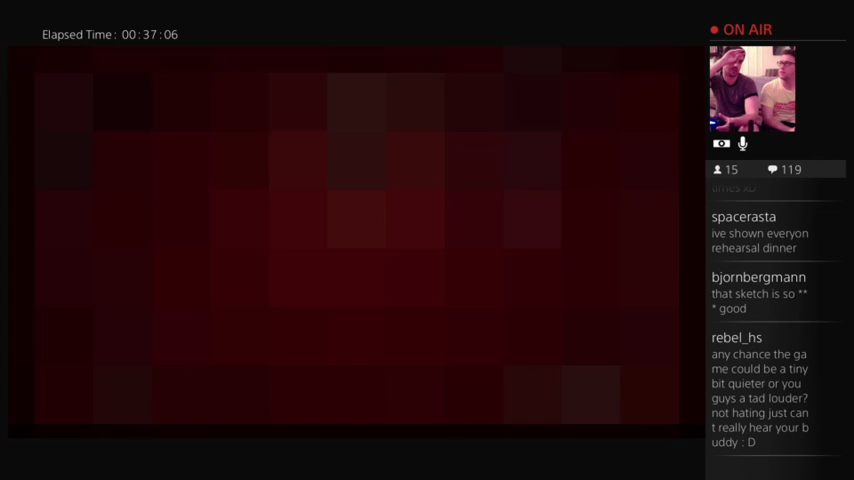 Elapsed Time: 00:37:06
ON AIR
15 119
times XD
spacerasta
ive shown everyon
rehearsal dinner
bjornbergmann
that sketch is so **
* good
rebel_hs
any chance the ga
me could be a tiny
bit quieter or you
guys a tad louder?
not hating just can
t really hear your b
uddy : D